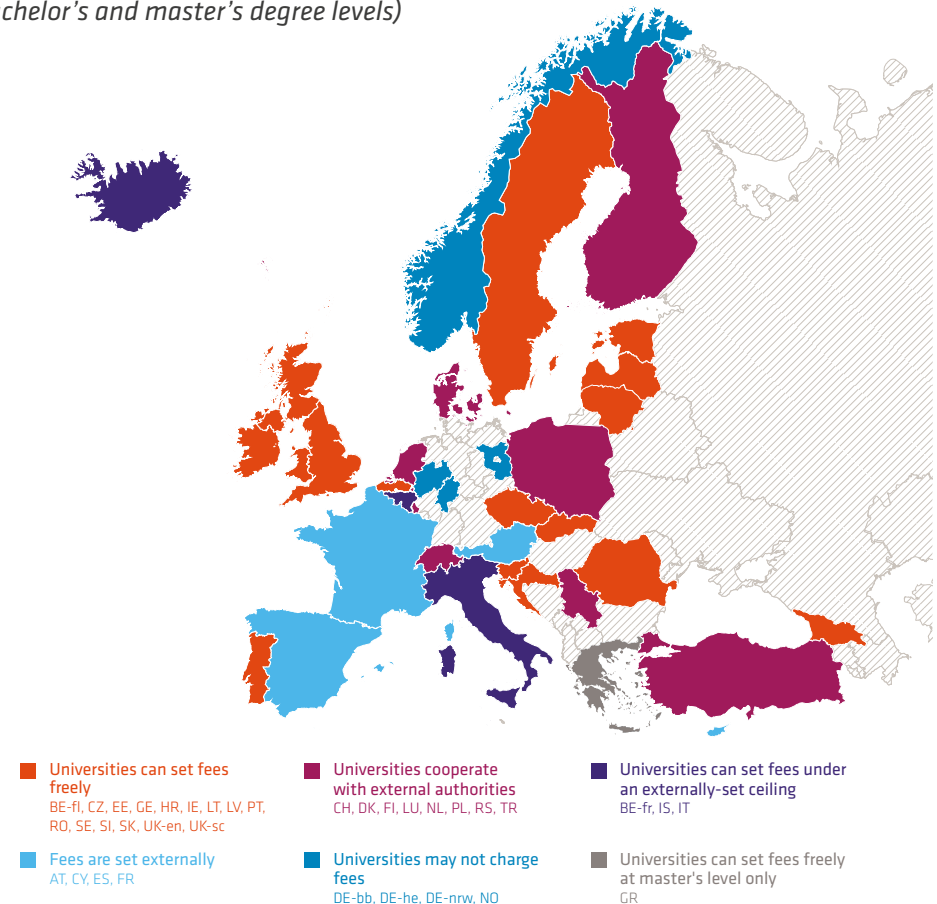 chelor's and master's degree levels)
Universities can set fees
freely
BE-fl, CZ, EE, GE, HR, IE, LT, LV, PT,
RO, SE, SI, SK, UK-en, UK-sc
Universities cooperate
with external authorities
CH, DK, FI, LU, NL, PL, RS, TR
Universities can set fees under
an externally-set ceiling
BE-fr, IS, IT
Fees are set externally
AT, CY, ES, FR
Universities may not charge
fees
DE-bb, DE-he, DE-nrw, NO
Universities can set fees freely
at master's level only
GR